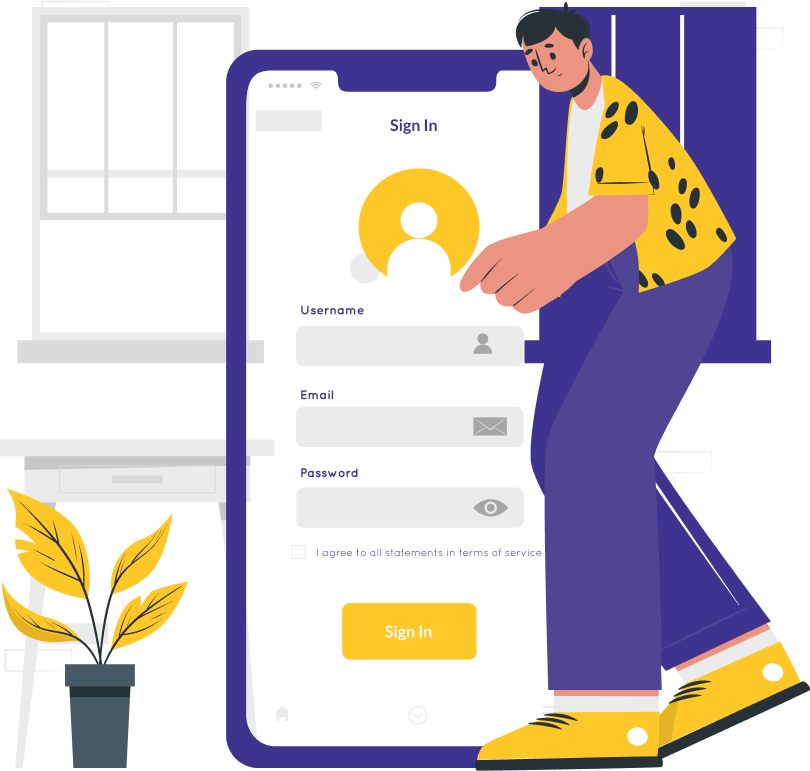 Sign In
Username
Email
Password
I agree to all statements in terms of service
Sign In